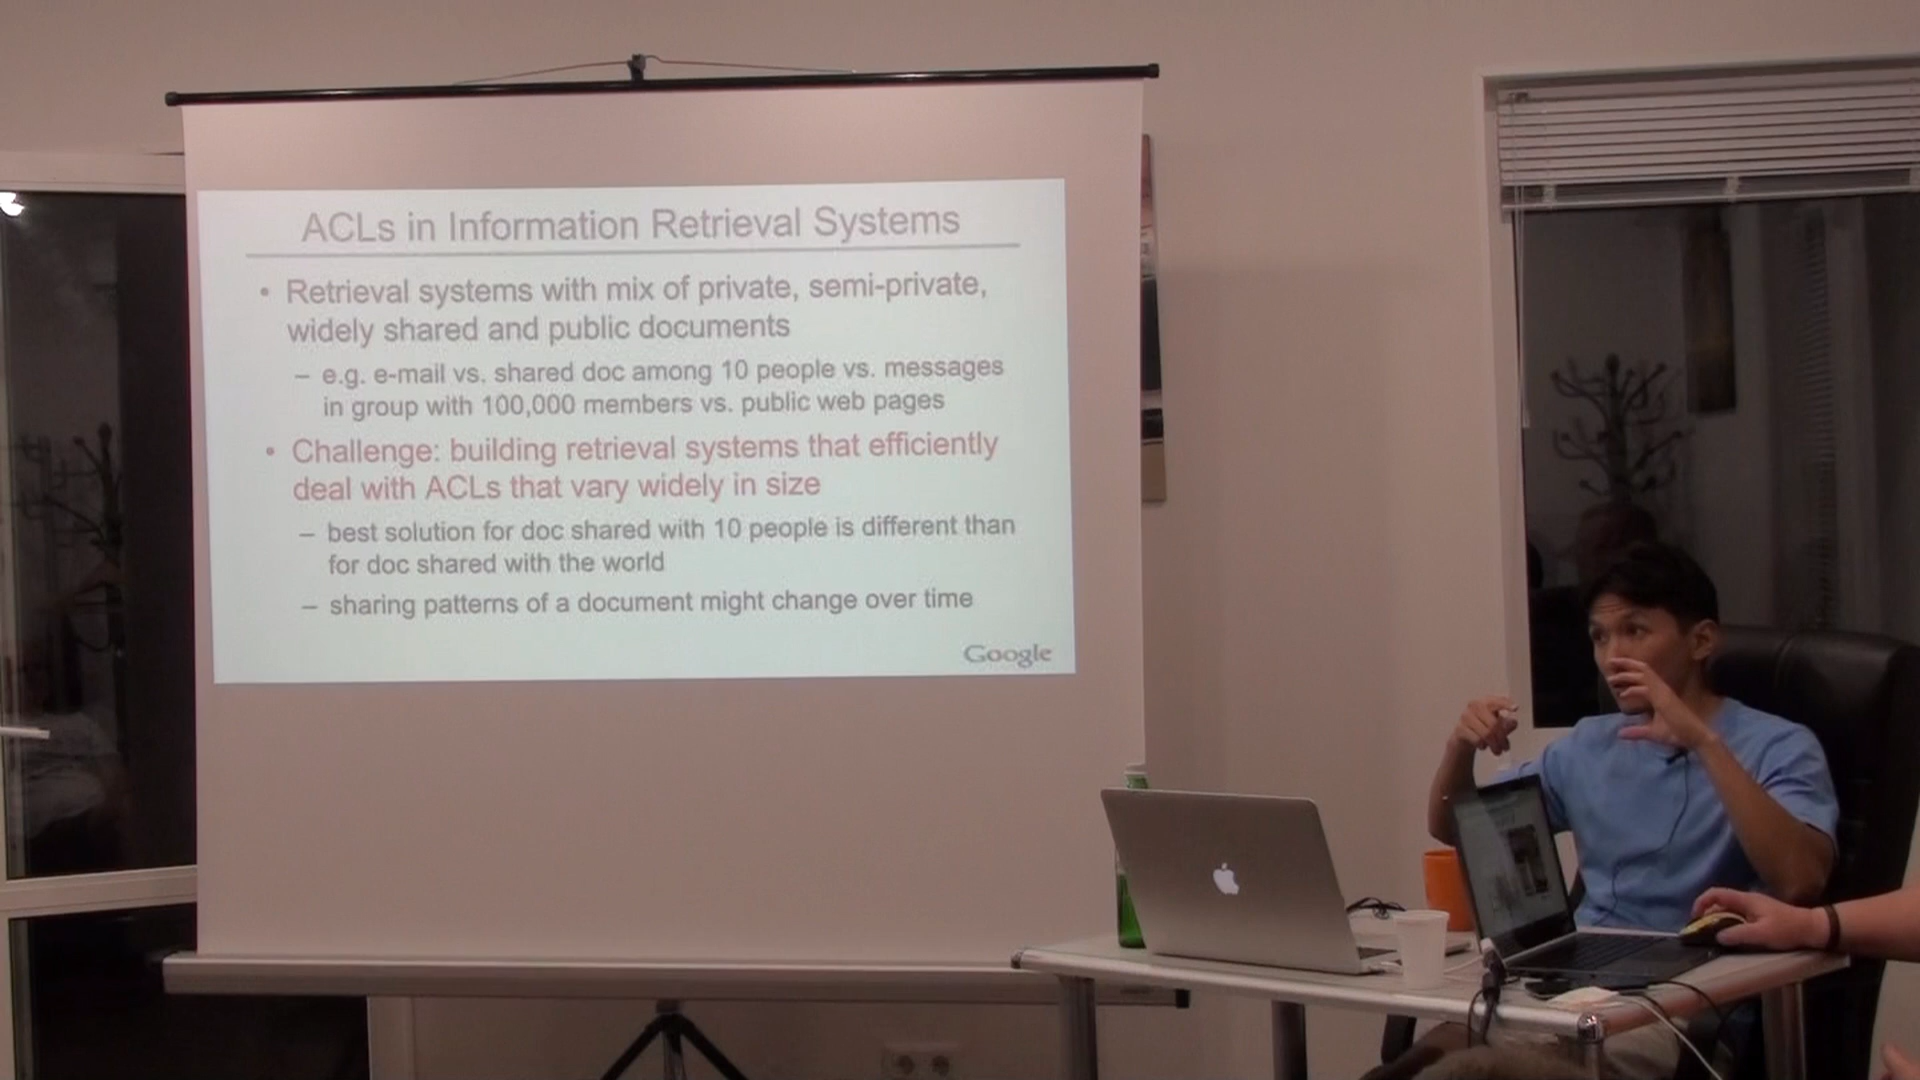 ACLs in Information Retrieval Systems
• Retrieval systems with mix of private, semi-private,
widely shared and public documents
– e.g. e-mail vs. shared doc among 10 people vs. messages
in group with 100,000 members vs. public web pages
• Challenge: building retrieval systems that efficiently
deal with ACLs that vary widely in size
– best solution for doc shared with 10 people is different than
for doc shared with the world
– sharing patterns of a document might change over time
Google